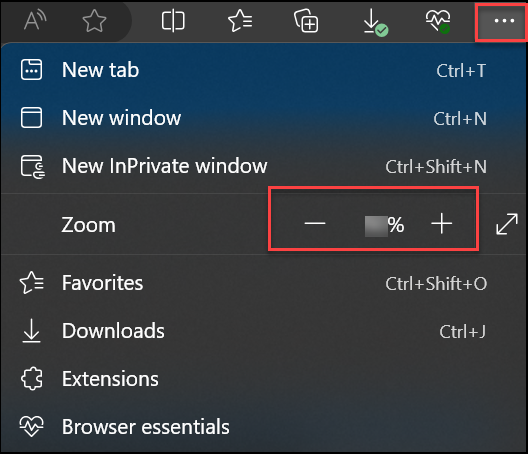 A
New tab Ctrl+T
New window Ctrl+N
New InPrivate window Ctrl+Shift+N
Zoom %
Favorites Ctrl+Shift+O
Downloads Ctrl+J
Extensions
Browser essentials